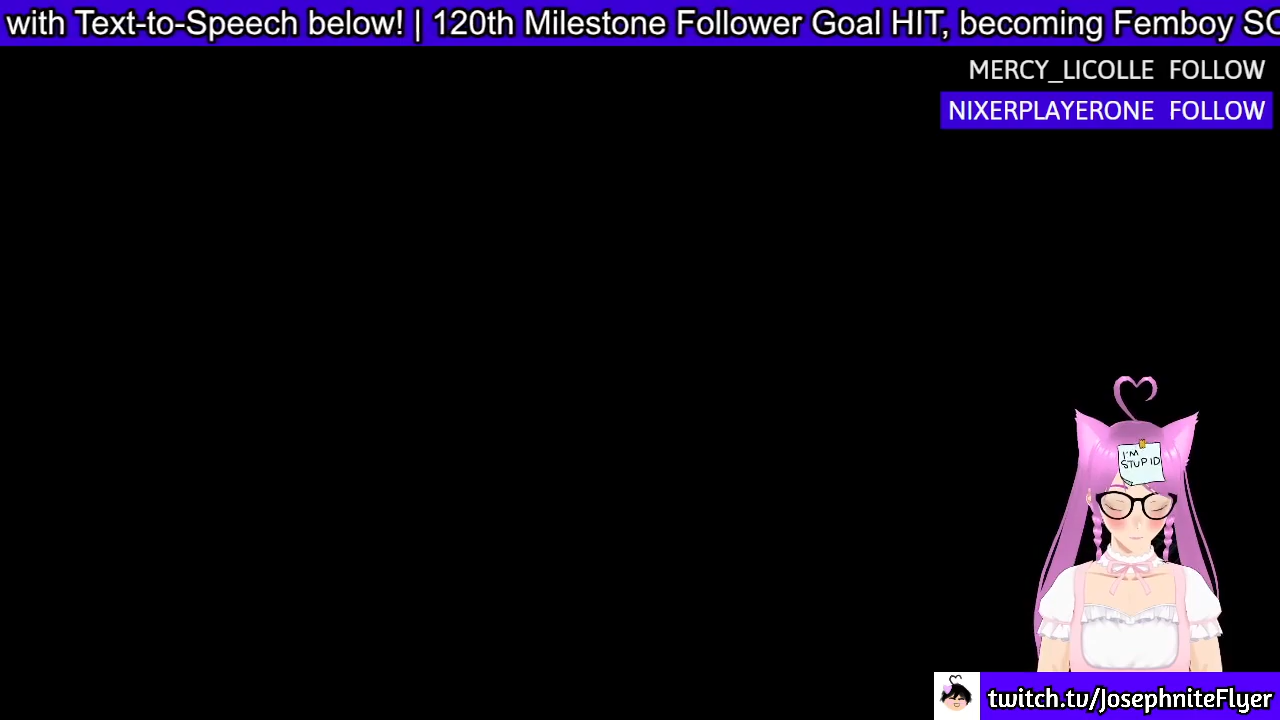 with Text-to-Speech below! | 120th Milestone Follower Goal HIT, becoming Femboy SO
MERCY_LICOLLE FOLLOW
NIXERPLAYERONE FOLLOW
I'M
STUPID
twitch.tv/JosephniteFlyer